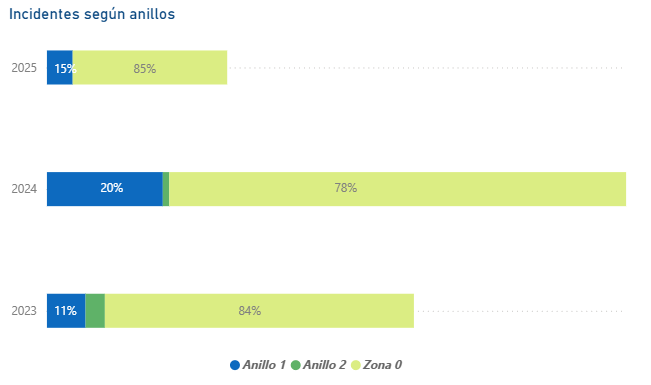 Incidentes según anillos
2025 15% 85%
2024 20% 78%
2023 11% 84%
Anillo 1 Anillo 2 Zona 0